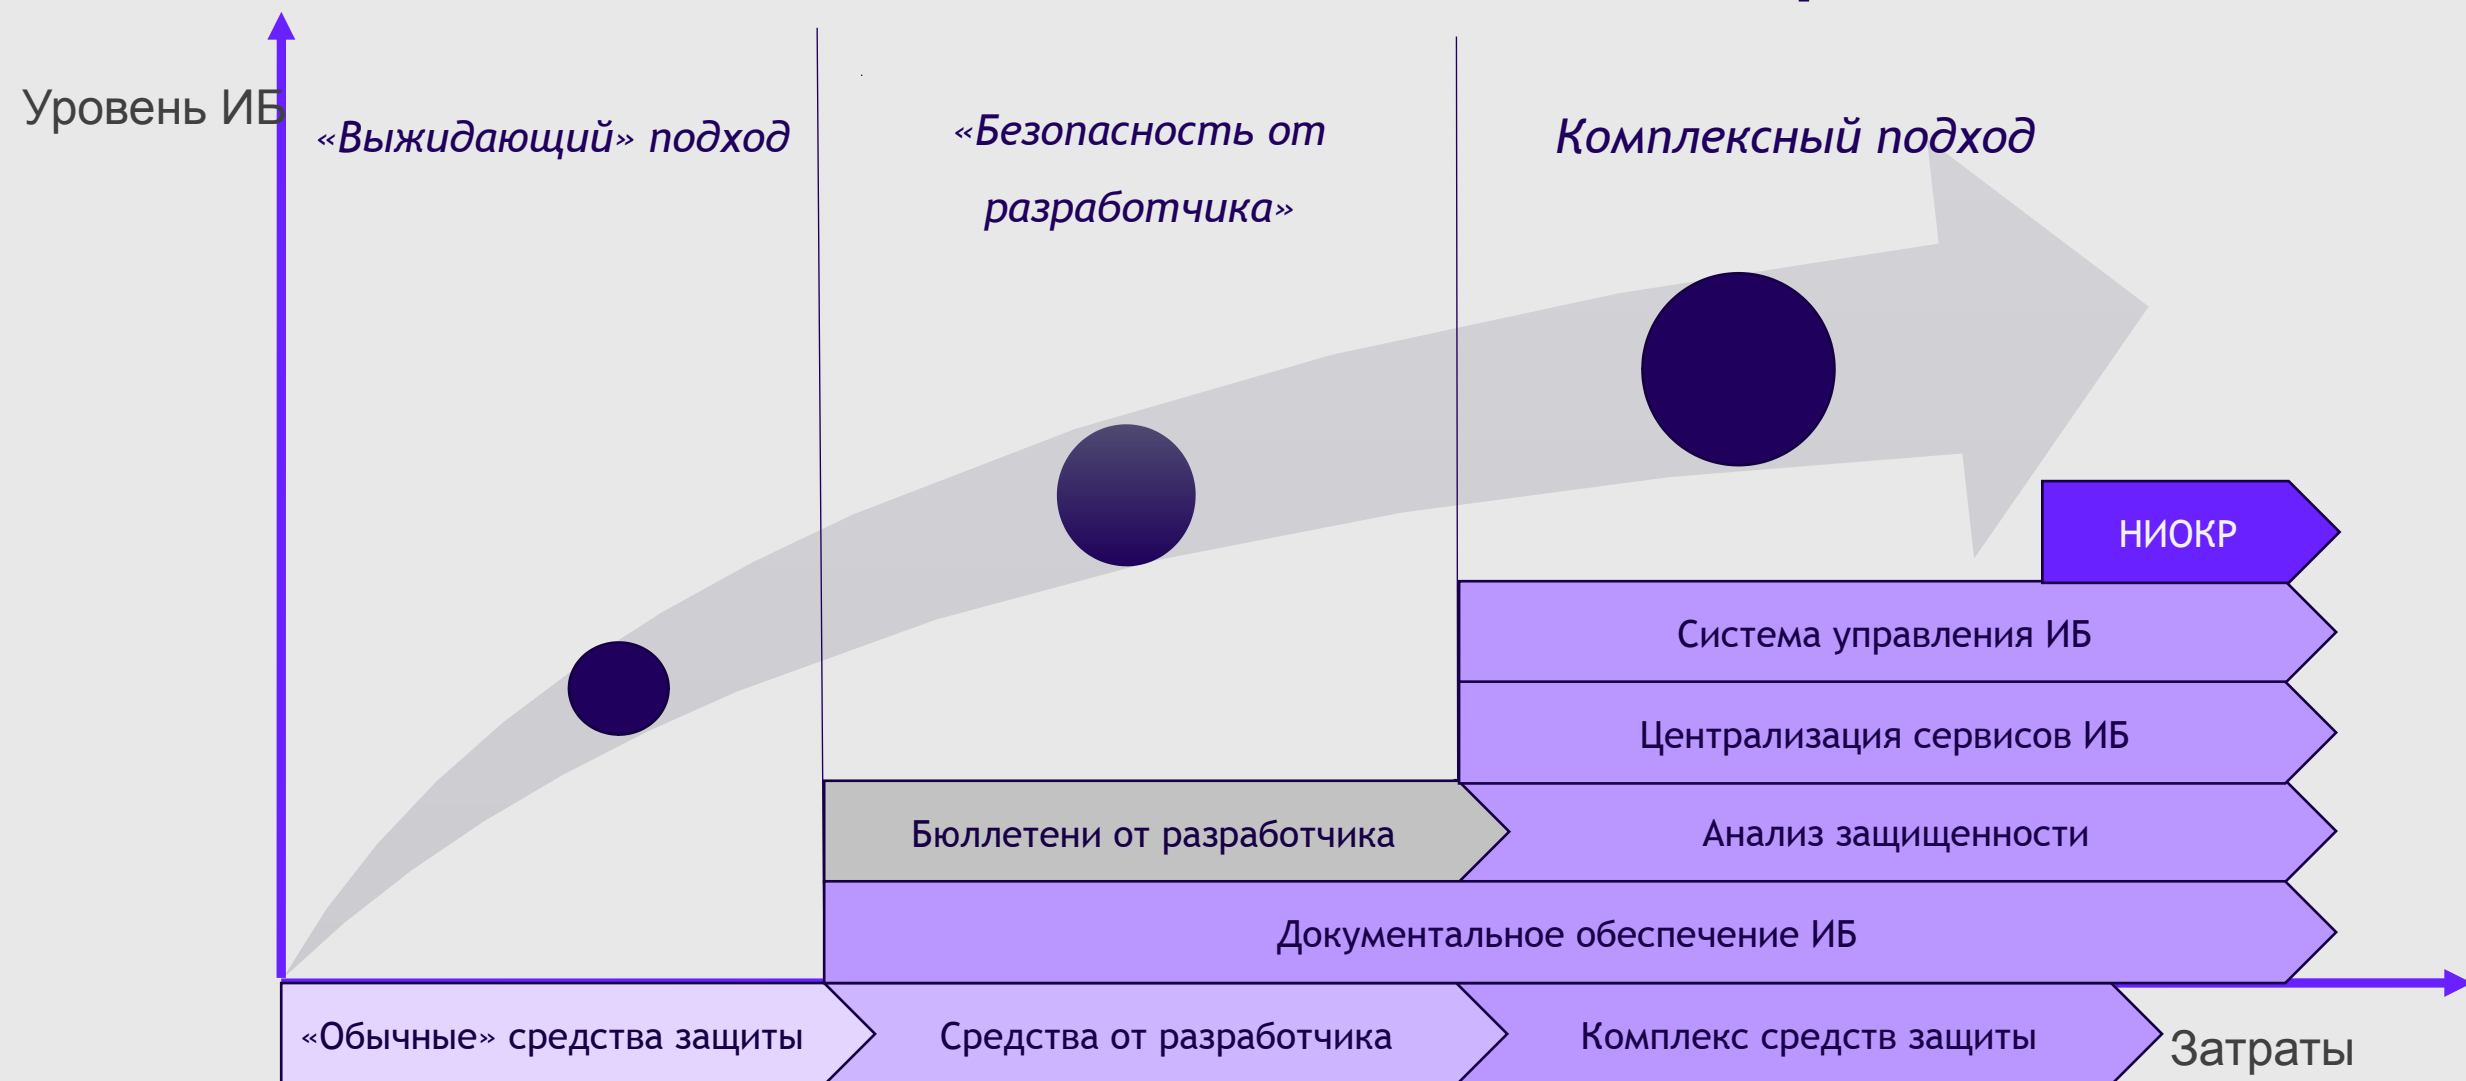 Уровень ИБ
«Выжидающий» подход
«Безопасность от
разработчика»
Комплексный подход
НИОКР
Система управления ИБ
Централизация сервисов ИБ
Бюллетени от разработчика
Анализ защищенности
Документальное обеспечение ИБ
«Обычные» средства защиты
Средства от разработчика
Комплекс средств защиты
Затраты